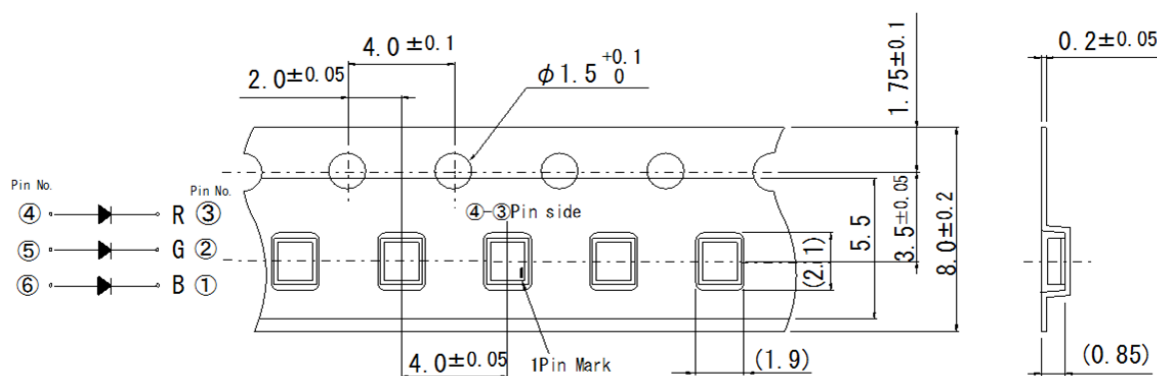 4.0±0.1
2.0±0.05
φ1.5 +0.1 0
1.75±0.1
0.2±0.05
Pin No.
Pin No.
④ R ③
⑤ G ②
⑥ B ①
④-③Pin side
5.5
3.5±0.05
8.0±0.2
(2.1)
4.0±0.05
1Pin Mark
(1.9)
(0.85)